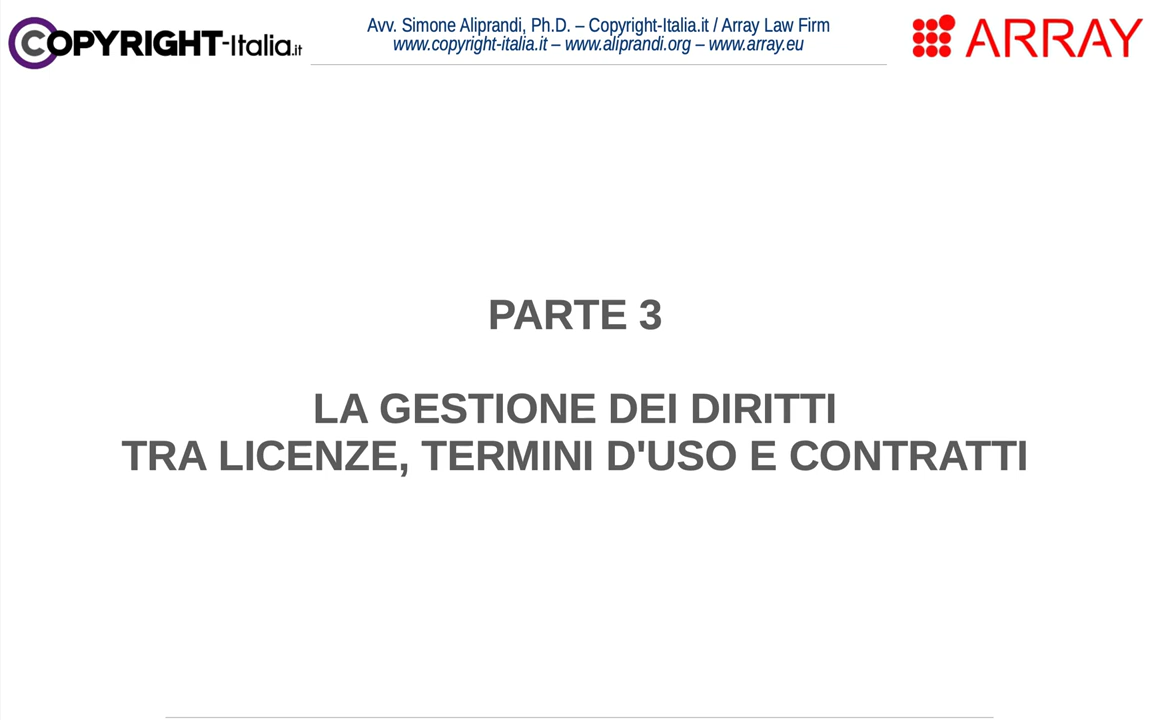 COPYRIGHT-Italia.it
Avv. Simone Aliprandi, Ph.D. – Copyright-Italia.it / Array Law Firm
www.copyright-italia.it – www.aliprandi.org – www.array.eu
ARRAY
PARTE 3
LA GESTIONE DEI DIRITTI
TRA LICENZE, TERMINI D'USO E CONTRATTI